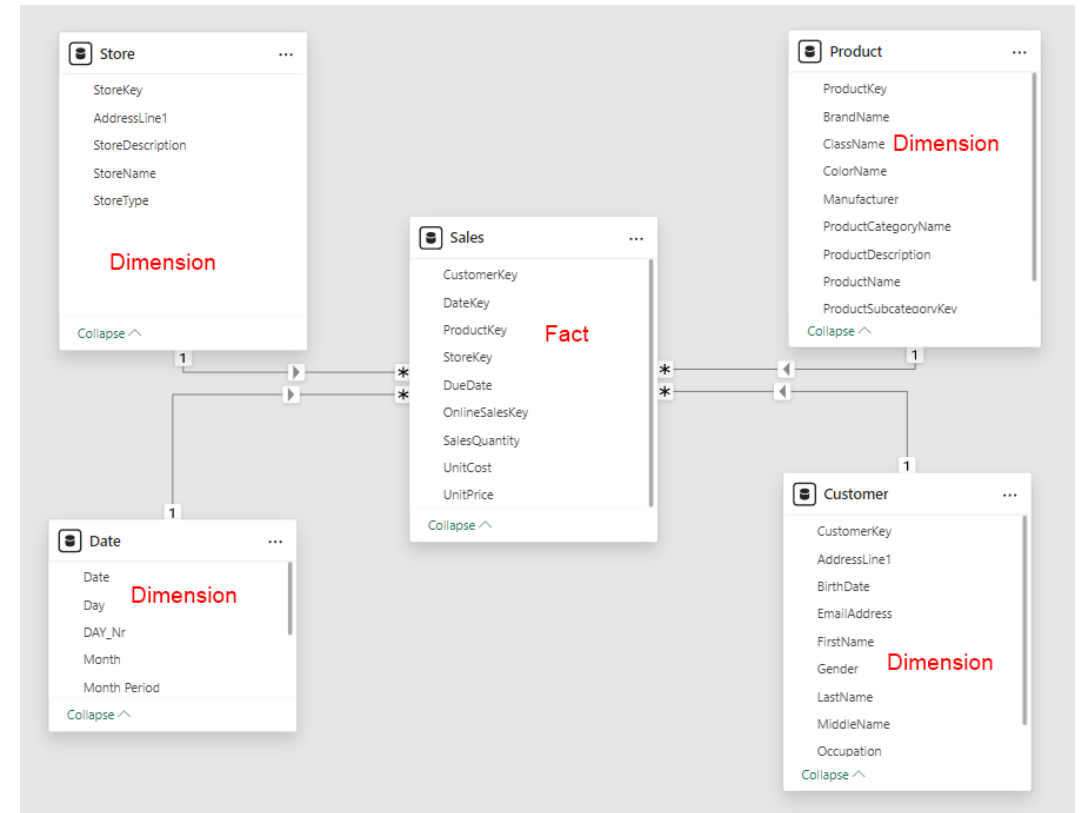 Store
...
StoreKey
AddressLine1
StoreDescription
StoreName
StoreType
Dimension
Collapse
1
*
Product
...
ProductKey
BrandName
ClassName
Dimension
ColorName
Manufacturer
ProductCategoryName
ProductDescription
ProductName
ProductSubcategoryKey
Collapse
1
*
Sales
...
CustomerKey
DateKey
ProductKey
Fact
StoreKey
DueDate
OnlineSalesKey
SalesQuantity
UnitCost
UnitPrice
Collapse
*
1
Date
...
Date
Dimension
Day
DAY_Nr
Month
Month Period
Collapse
*
1
Customer
...
CustomerKey
AddressLine1
BirthDate
EmailAddress
FirstName
Gender
Dimension
LastName
MiddleName
Occupation
Collapse